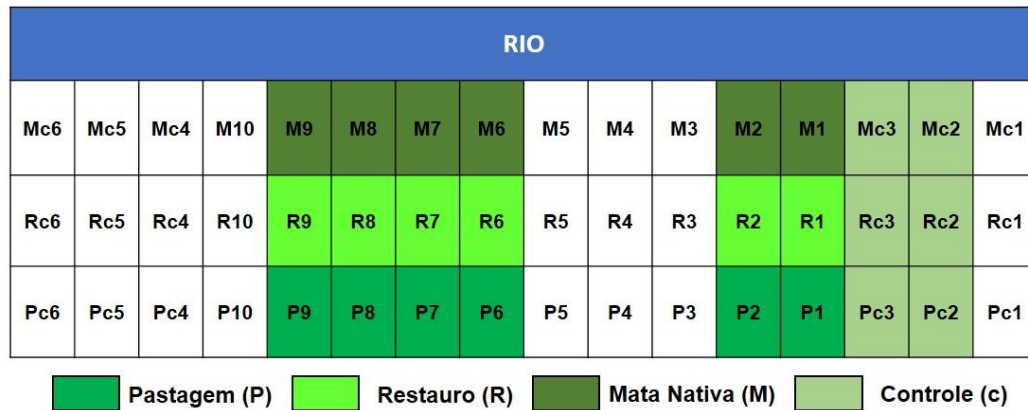 RIO
Mc6 Mc5 Mc4 M10 M9 M8 M7 M6 M5 M4 M3 M2 M1 Mc3 Mc2 Mc1
Rc6 Rc5 Rc4 R10 R9 R8 R7 R6 R5 R4 R3 R2 R1 Rc3 Rc2 Rc1
Pc6 Pc5 Pc4 P10 P9 P8 P7 P6 P5 P4 P3 P2 P1 Pc3 Pc2 Pc1
Pastagem (P) Restauro (R) Mata Nativa (M) Controle (c)